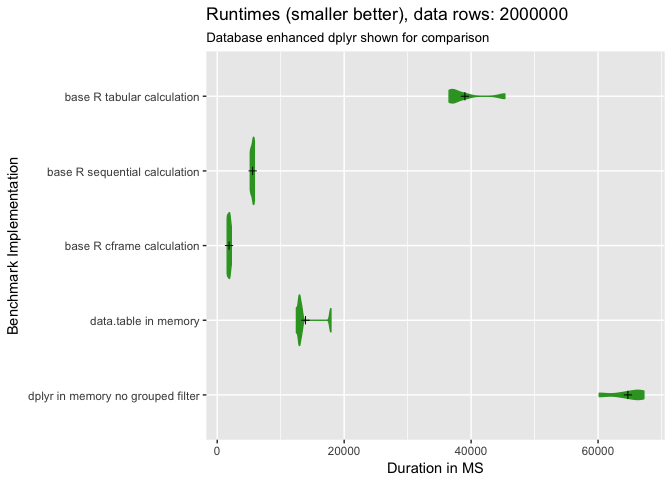 Runtimes (smaller better), data rows: 2000000
Database enhanced dplyr shown for comparison
Benchmark Implementation
base R tabular calculation
base R sequential calculation
base R cframe calculation
data.table in memory
dplyr in memory no grouped filter
0 20000 40000 60000
Duration in MS